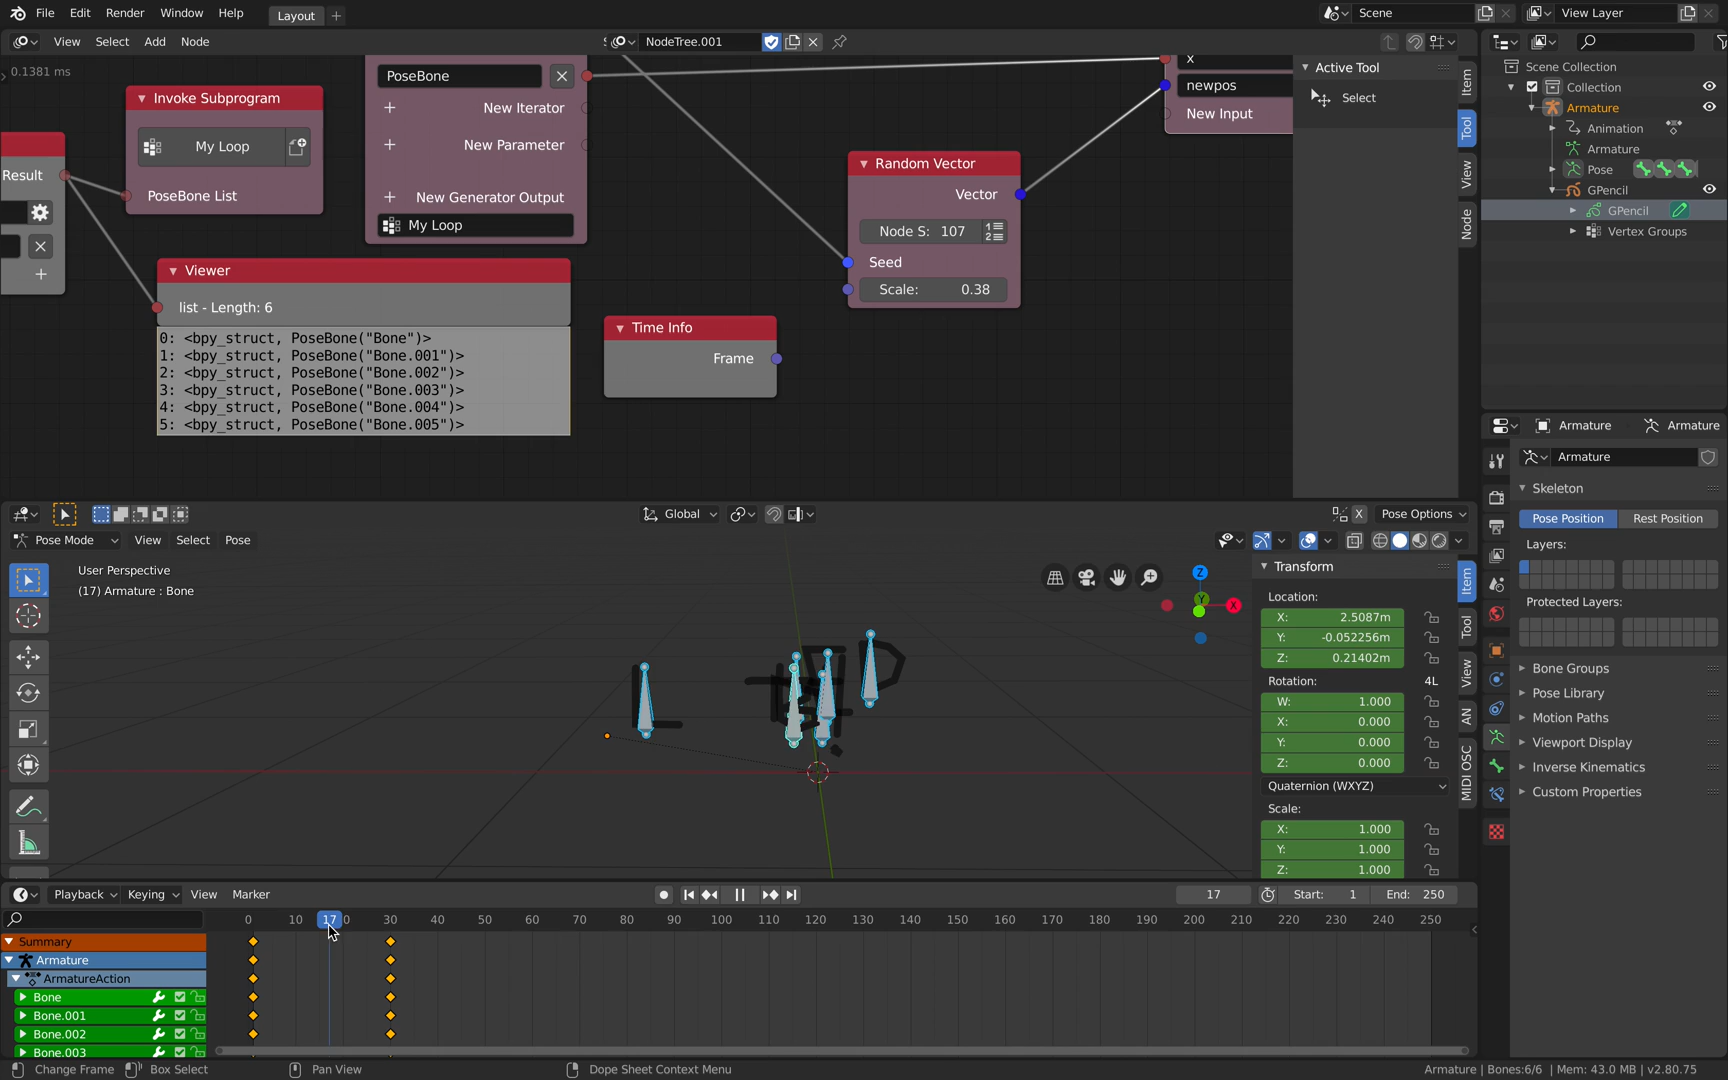 File Edit Render Window Help Layout + Scene View Layer
View Select Add Node NodeTree.001
0.1381 ms
PoseBone
New Iterator
New Parameter
New Generator Output
My Loop
Invoke Subprogram
My Loop
PoseBone List
Result
Viewer
list - Length: 6
0: <bpy_struct, PoseBone("Bone")>
1: <bpy_struct, PoseBone("Bone.001")>
2: <bpy_struct, PoseBone("Bone.002")>
3: <bpy_struct, PoseBone("Bone.003")>
4: <bpy_struct, PoseBone("Bone.004")>
5: <bpy_struct, PoseBone("Bone.005")>
Time Info
Frame
Random Vector
Vector
Node S: 107
Seed
Scale: 0.38
x
newpos
New Input
Active Tool
Select
Item
Tool
View
Node
Scene Collection
Collection
Armature
Animation
Armature
Pose
GPencil
GPencil
Vertex Groups
Armature Armature
Armature
Skeleton
Pose Position Rest Position
Layers:
Protected Layers:
Bone Groups
Pose Library
Motion Paths
Viewport Display
Inverse Kinematics
Custom Properties
Global X Pose Options
Pose Mode View Select Pose
User Perspective
(17) Armature : Bone
Z
Y
X
Transform
Location:
X: 2.5087m
Y: -0.052256m
Z: 0.21402m
Rotation: 4L
W: 1.000
X: 0.000
Y: 0.000
Z: 0.000
Quaternion (WXYZ)
Scale:
X: 1.000
Y: 1.000
Z: 1.000
Item
Tool
View
AN
MIDI OSC
Playback Keying View Marker 17 Start: 1 End: 250
0 10 17 0 30 40 50 60 70 80 90 100 110 120 130 140 150 160 170 180 190 200 210 220 230 240 250
Summary
Armature
ArmatureAction
Bone
Bone.001
Bone.002
Bone.003
Change Frame Box Select Pan View Dope Sheet Context Menu Armature | Bones:6/6 | Mem: 43.0 MB | v2.80.75